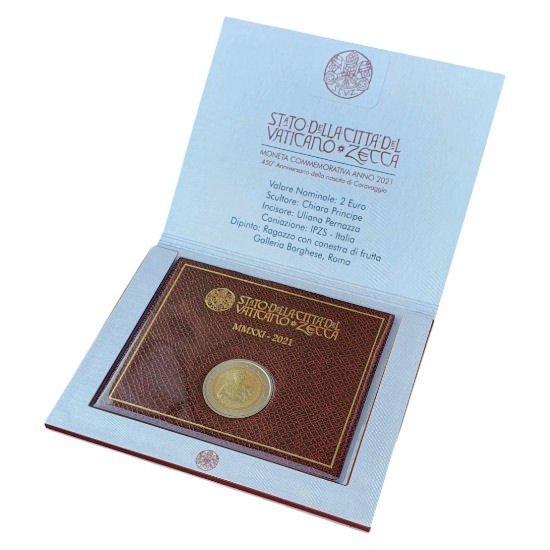 STATO DELLA CITTA' DEL
VATICANO * ZECCA
MONETA COMMEMORATIVA ANNO 2021
450° Anniversario della nascita di Caravaggio
Valore Nominale: 2 Euro
Scultore: Chiara Principe
Incisore: Uliana Pernazza
Coniazione: IPZS - Italia
Dipinto: Ragazzo con canestra di frutta
Galleria Borghese, Roma
STATO DELLA CITTA' DEL
VATICANO * ZECCA
MMXXI - 2021